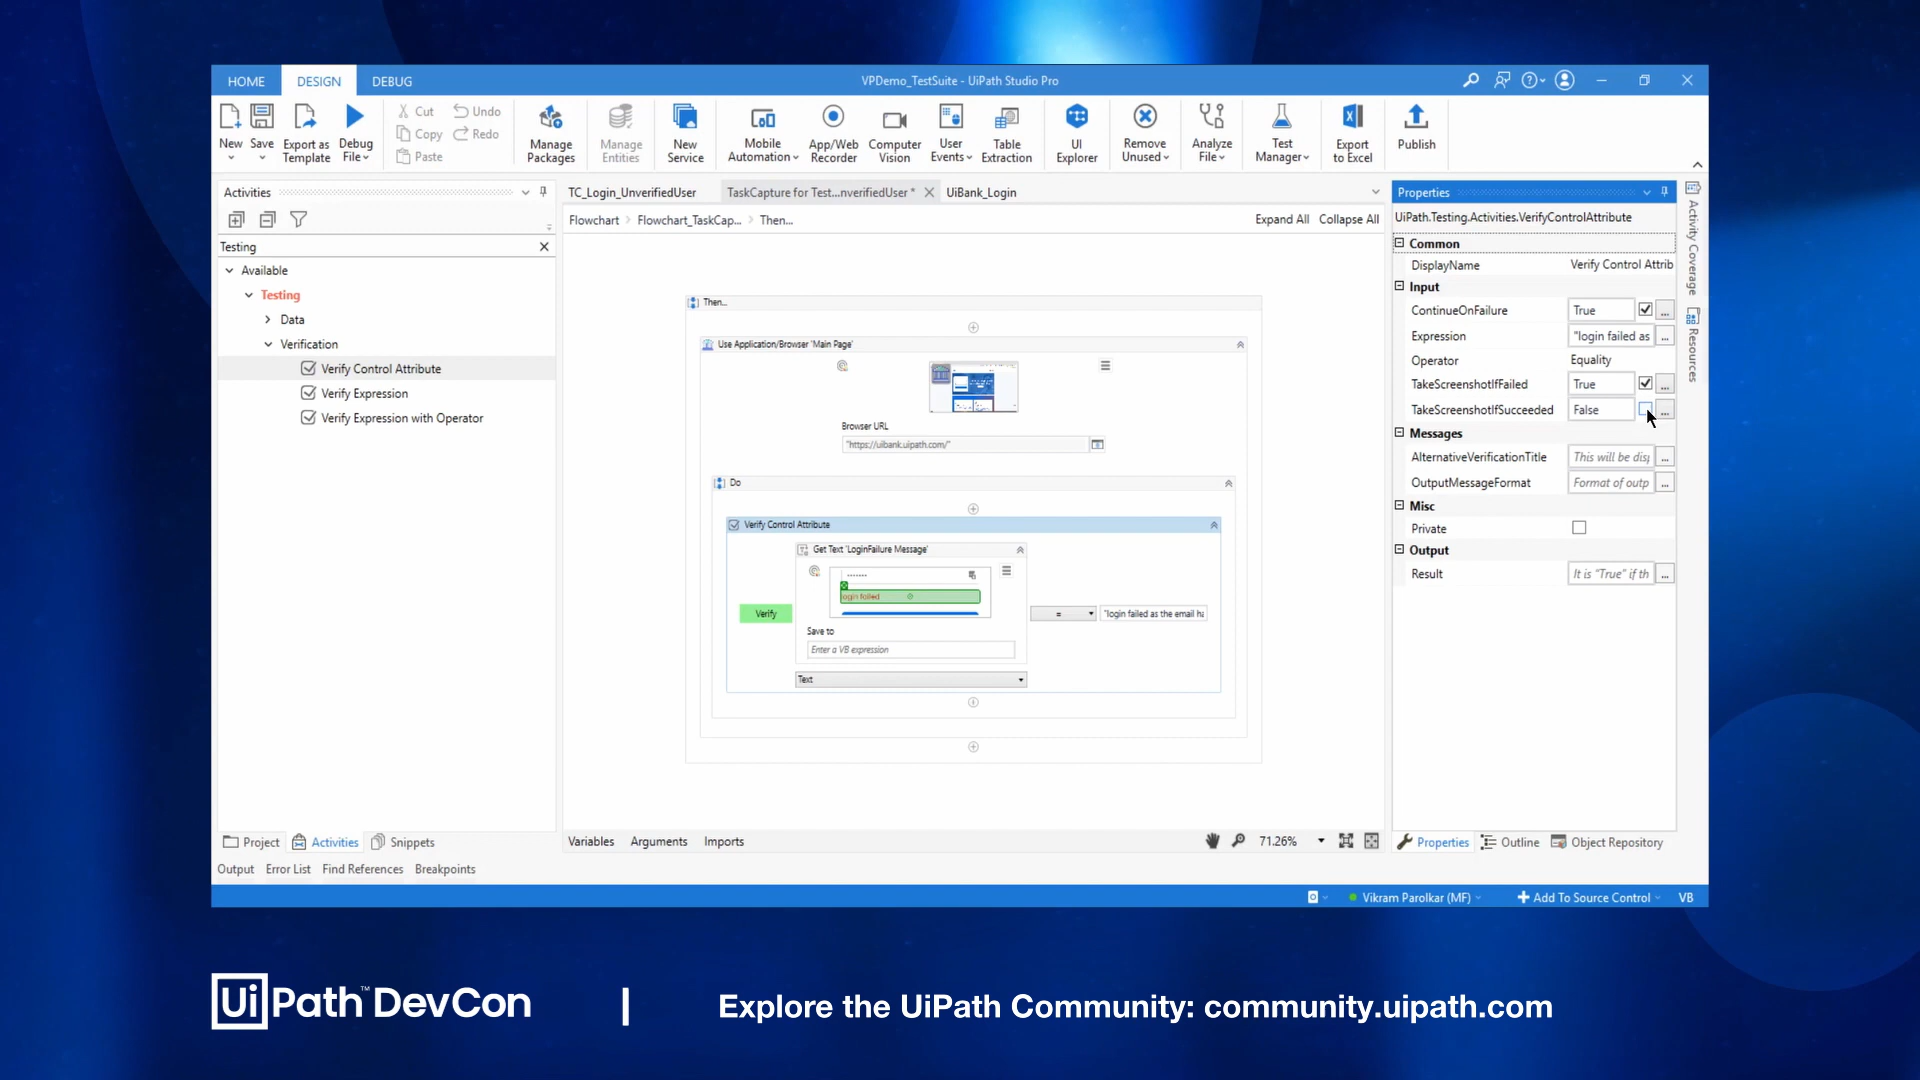 HOME
DESIGN
DEBUG
VPDemo_TestSuite - UiPath Studio Pro
New
Save
Export as Template
Debug File
Cut
Copy
Paste
Undo
Redo
Manage Packages
Manage Entities
New Service
Mobile Automation
App/Web Recorder
Computer Vision
User Events
Table Extraction
UI Explorer
Remove Unused
Analyze File
Test Manager
Export to Excel
Publish
Activities
Testing
Available
Testing
Data
Verification
Verify Control Attribute
Verify Expression
Verify Expression with Operator
Project
Activities
Snippets
Output
Error List
Find References
Breakpoints
TC_Login_UnverifiedUser
TaskCapture for Test...nverifiedUser *
UiBank_Login
Flowchart
Flowchart_TaskCap...
Then...
Expand All
Collapse All
Then...
Use Application/Browser 'Main Page'
Browser URL
"https://uibank.uipath.com/"
Do
Verify Control Attribute
Get Text 'LoginFailure Message'
login failed
Verify
Save to
Enter a VB expression
Text
=
"login failed as the email ha
Variables
Arguments
Imports
71.26%
Properties
UiPath.Testing.Activities.VerifyControlAttribute
Common
DisplayName
Verify Control Attrib
Input
ContinueOnFailure
True
...
Expression
"login failed as
...
Operator
Equality
TakeScreenshotIfFailed
True
...
TakeScreenshotIfSucceeded
False
...
Messages
AlternativeVerificationTitle
This will be disp
...
OutputMessageFormat
Format of outp
...
Misc
Private
Output
Result
It is "True" if th
...
Properties
Outline
Object Repository
Activity Coverage
Resources
Vikram Parolkar (MF)
Add To Source Control
VB
UiPath™ DevCon
|
Explore the UiPath Community: community.uipath.com